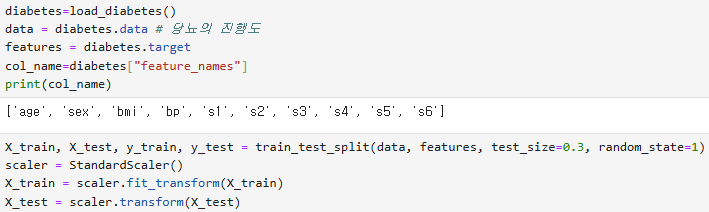 diabetes=load_diabetes()
data = diabetes.data # 당뇨의 진행도
features = diabetes.target
col_name=diabetes["feature_names"]
print(col_name)
['age', 'sex', 'bmi', 'bp', 's1', 's2', 's3', 's4', 's5', 's6']
X_train, X_test, y_train, y_test = train_test_split(data, features, test_size=0.3, random_state=1)
scaler = StandardScaler()
X_train = scaler.fit_transform(X_train)
X_test = scaler.transform(X_test)